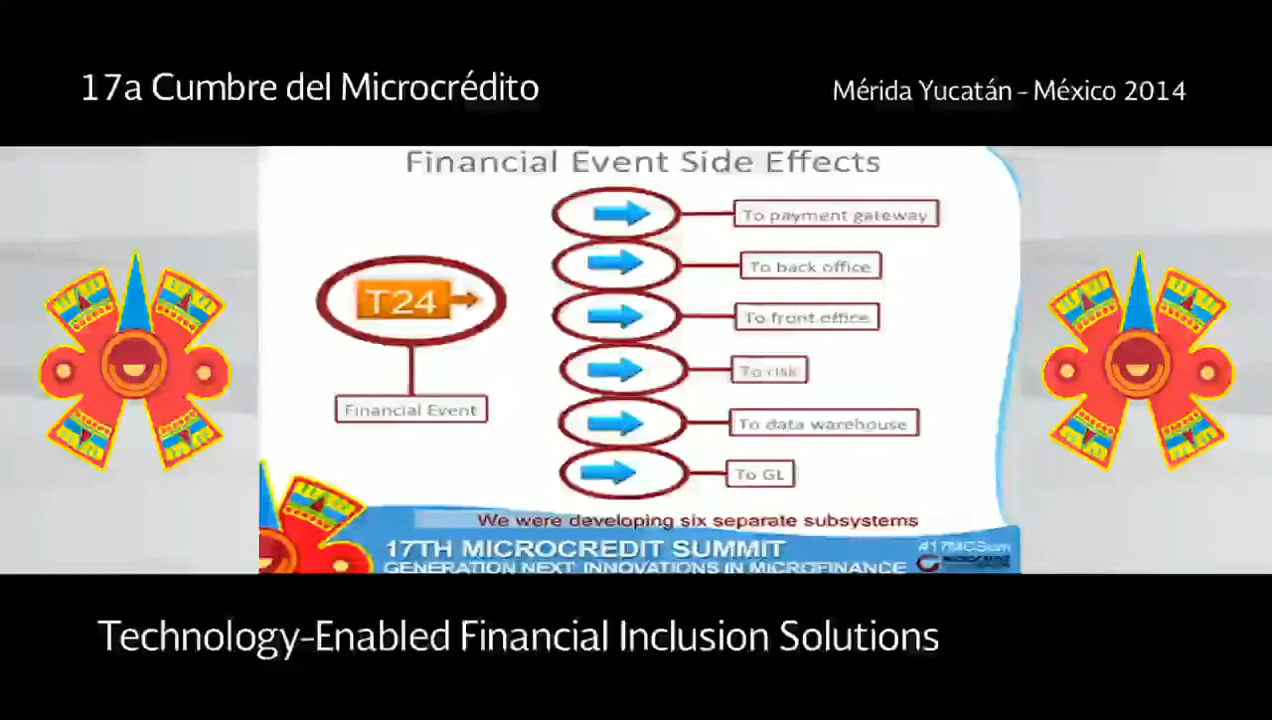 17a Cumbre del Microcrédito
Mérida Yucatán - México 2014
Financial Event Side Effects
To payment gateway
To back office
T24
To front office
To risk
Financial Event
To data warehouse
To GL
We were developing six separate subsystems
17TH MICROCREDIT SUMMIT
GENERATION NEXT: INNOVATIONS IN MICROFINANCE
Technology-Enabled Financial Inclusion Solutions